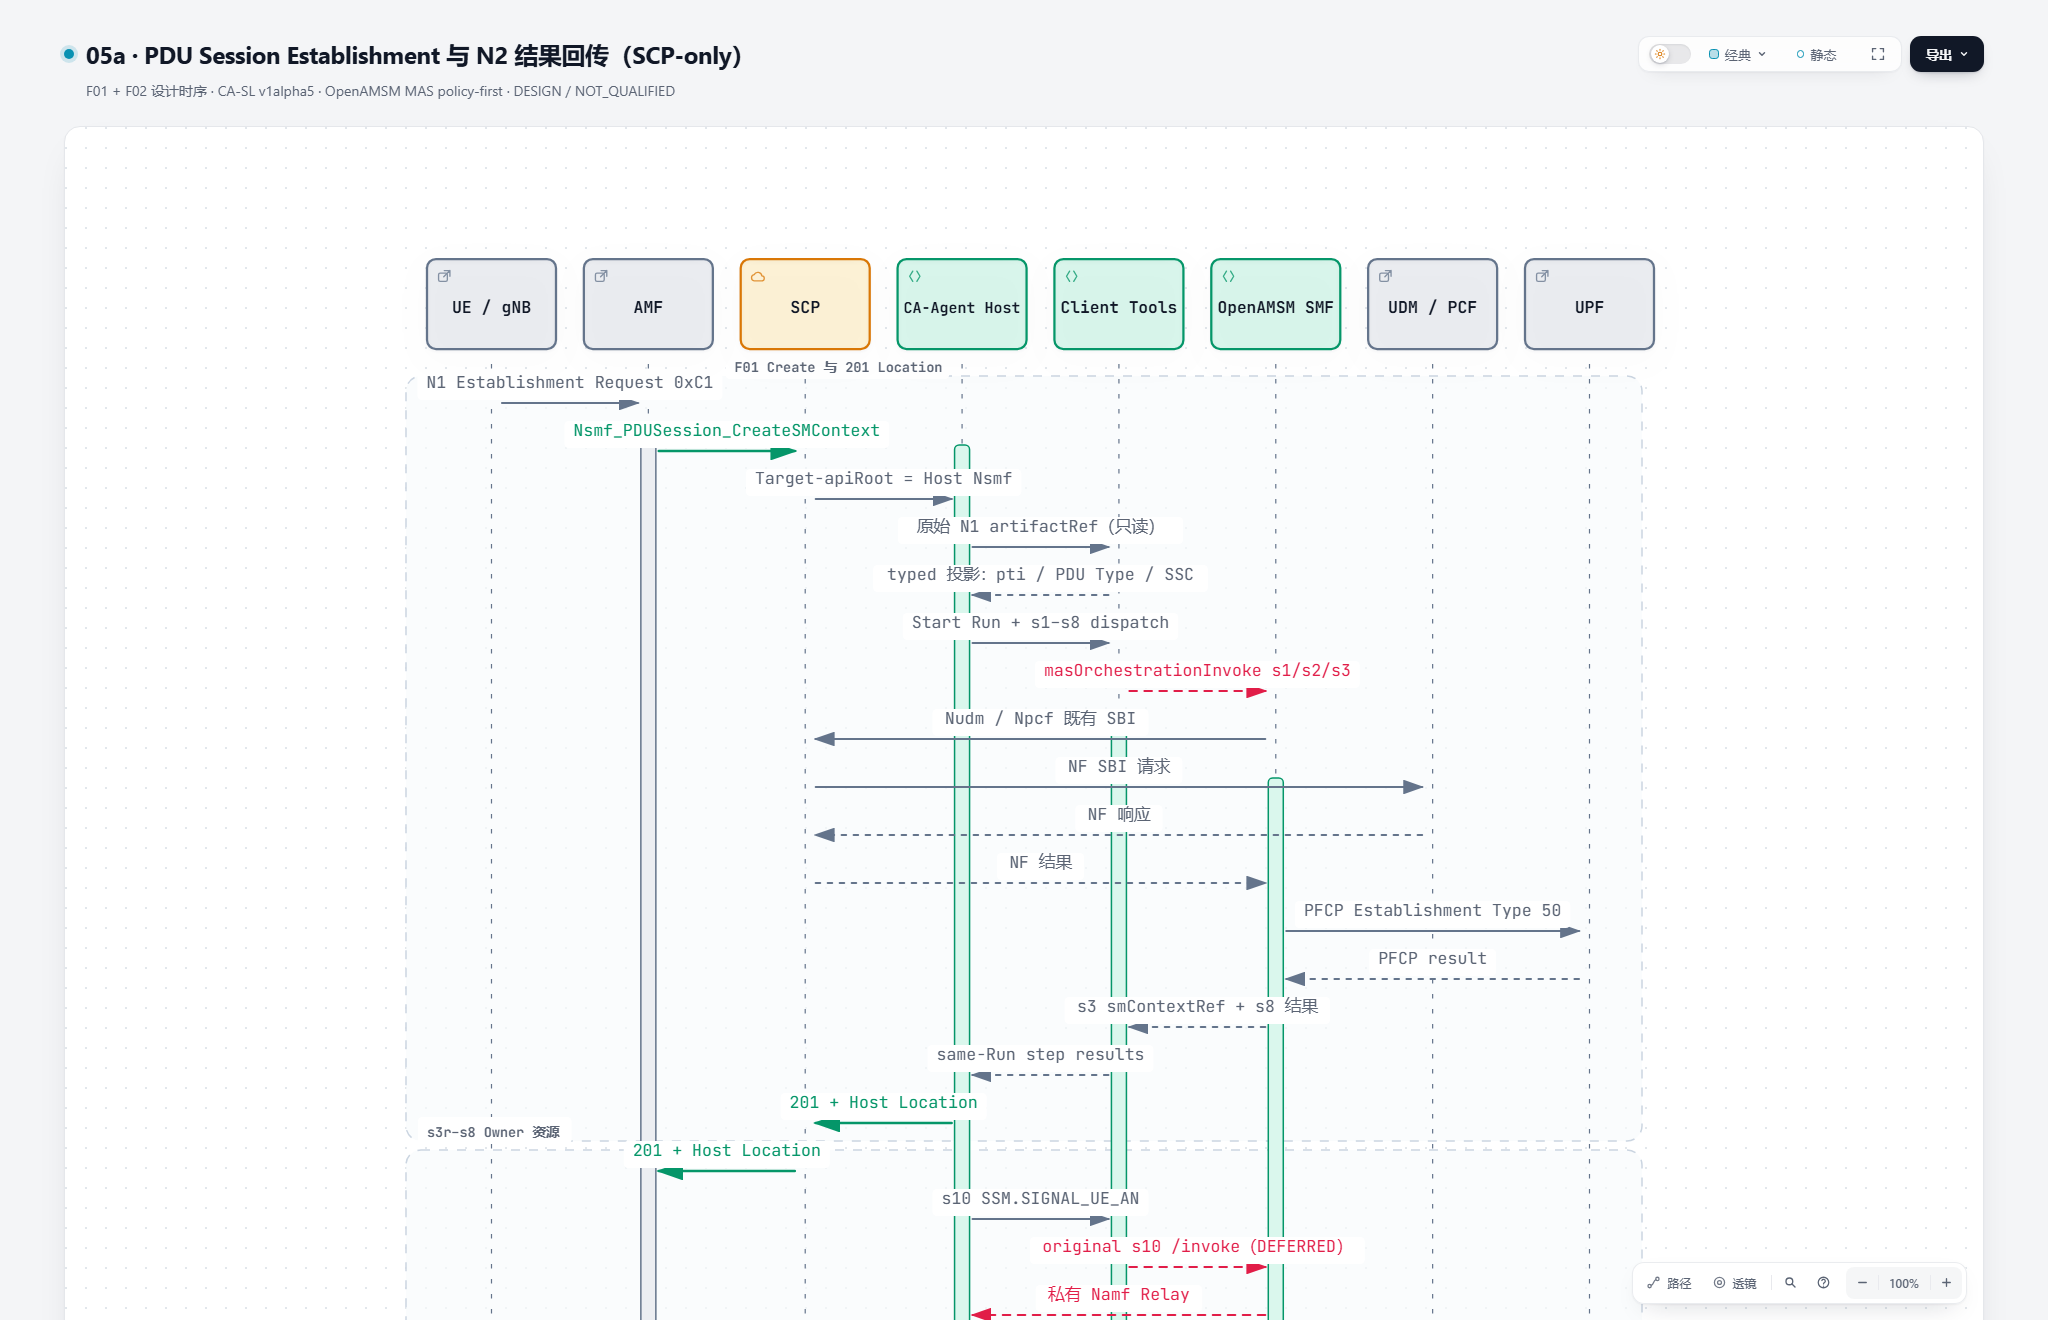 05a · PDU Session Establishment 与 N2 结果回传（SCP-only）
经典
静态
导出
F01 + F02 设计时序 · CA-SL v1alpha5 · OpenAMSM MAS policy-first · DESIGN / NOT_QUALIFIED
UE / gNB
AMF
SCP
CA-Agent Host
Client Tools
OpenAMSM SMF
UDM / PCF
UPF
F01 Create 与 201 Location
N1 Establishment Request 0xC1
Nsmf_PDUSession_CreateSMContext
Target-apiRoot = Host Nsmf
原始 N1 artifactRef（只读）
typed 投影: pti / PDU Type / SSC
Start Run + s1-s8 dispatch
masOrchestrationInvoke s1/s2/s3
Nudm / Npcf 既有 SBI
NF SBI 请求
NF 响应
NF 结果
PFCP Establishment Type 50
PFCP result
s3 smContextRef + s8 结果
same-Run step results
201 + Host Location
s3r-s8 Owner 资源
201 + Host Location
s10 SSM.SIGNAL_UE_AN
original s10 /invoke（DEFERRED）
私有 Namf Relay
路径
透镜
100%